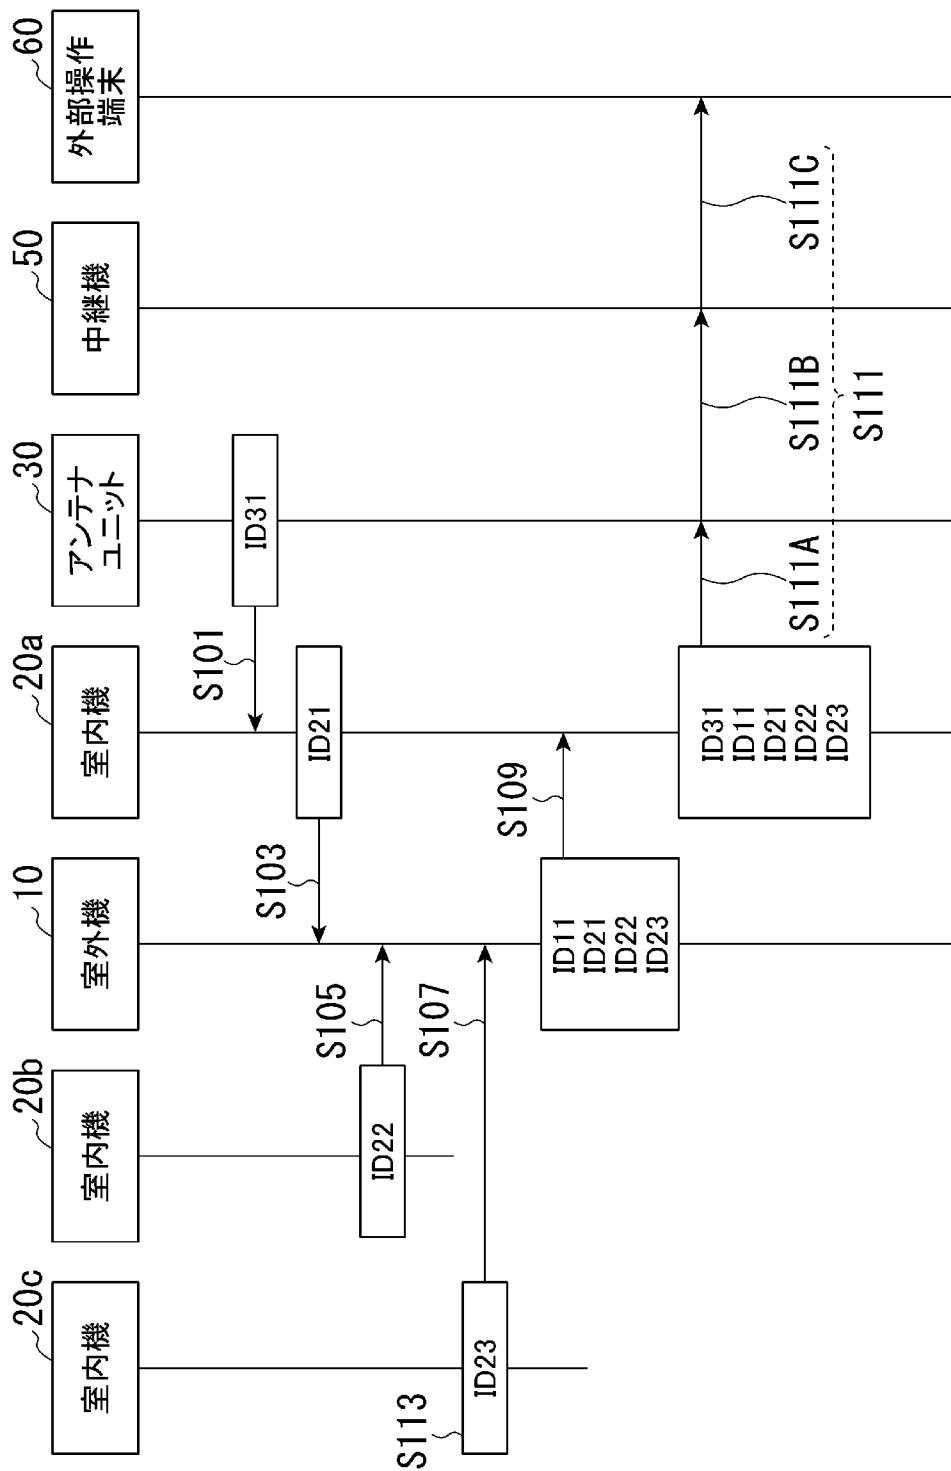 20c
室内機
20b
室内機
10
室外機
20a
室内機
30
アンテナ
ユニット
50
中継機
60
外部操作
端末
S101
ID31
S103
ID21
S105
ID22
S113
ID23
S107
S109
ID11
ID21
ID22
ID23
ID31
ID11
ID21
ID22
ID23
S111A
S111B
S111C
S111